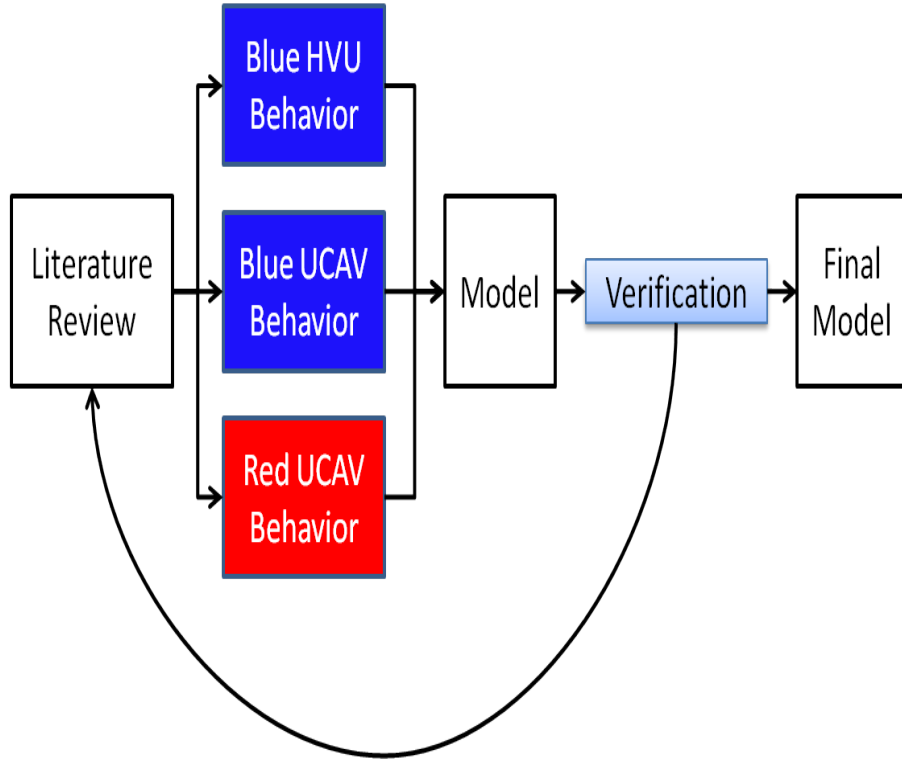 Blue HVU
Behavior
Literature
Review
Blue UCAV
Behavior
Red UCAV
Behavior
Model
Verification
Final
Model